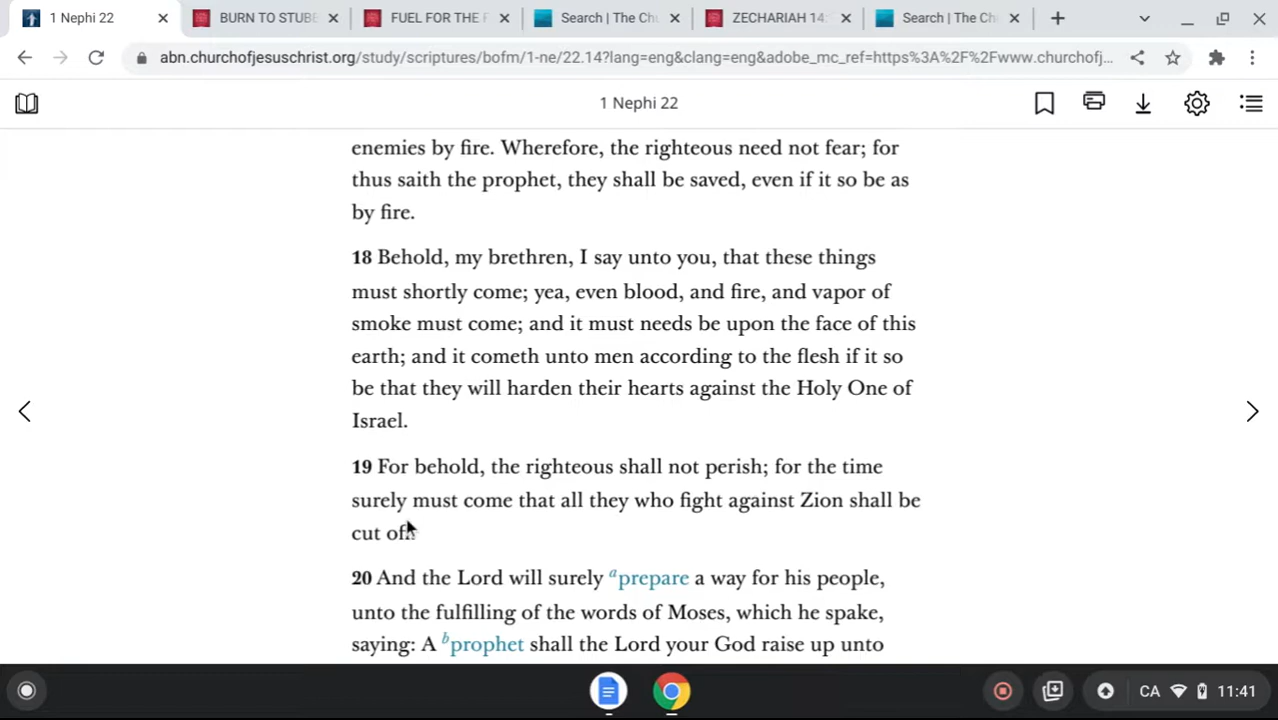 1 Nephi 22
BURN TO STUBB
FUEL FOR THE F
Search | The Ch
ZECHARIAH 14:
Search | The Ch
abn.churchofjesuschrist.org/study/scriptures/bofm/1-ne/22.14?lang=eng&clang=eng&adobe_mc_ref=https%3A%2F%2Fwww.churchofj...
1 Nephi 22
enemies by fire. Wherefore, the righteous need not fear; for
thus saith the prophet, they shall be saved, even if it so be as
by fire.
18 Behold, my brethren, I say unto you, that these things
must shortly come; yea, even blood, and fire, and vapor of
smoke must come; and it must needs be upon the face of this
earth; and it cometh unto men according to the flesh if it so
be that they will harden their hearts against the Holy One of
Israel.
19 For behold, the righteous shall not perish; for the time
surely must come that all they who fight against Zion shall be
cut off.
20 And the Lord will surely a prepare a way for his people,
unto the fulfilling of the words of Moses, which he spake,
saying: A b prophet shall the Lord your God raise up unto
CA 11:41